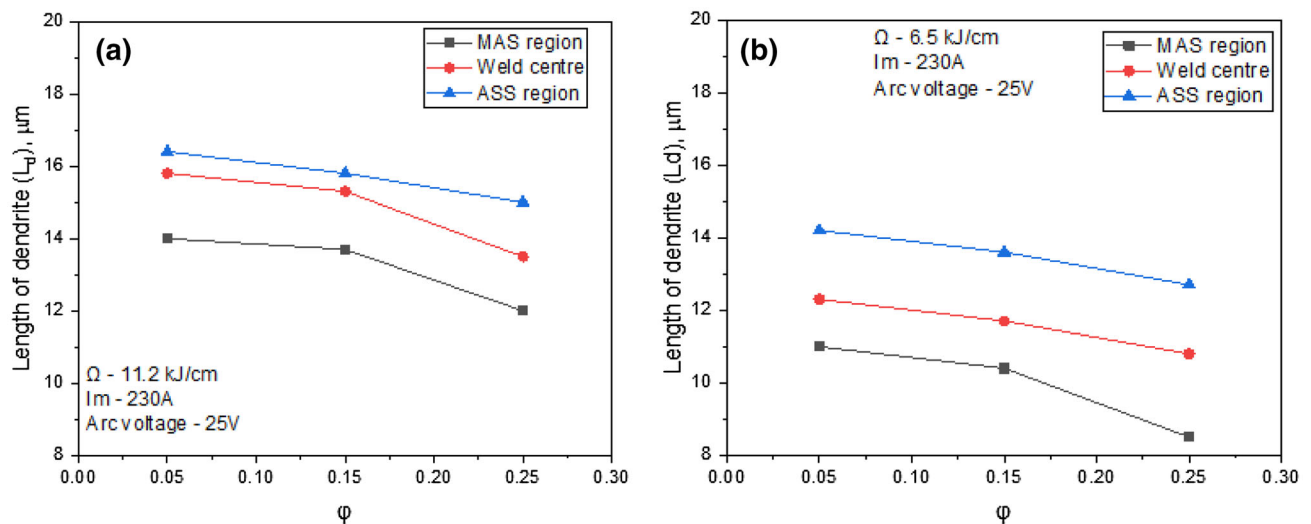 (a)
MAS region
Weld centre
ASS region
Ω - 11.2 kJ/cm
Im - 230A
Arc voltage - 25V
Length of dendrite (L_d), μm
20
18
16
14
12
10
8
0.00 0.05 0.10 0.15 0.20 0.25 0.30
φ
(b)
Ω - 6.5 kJ/cm
Im - 230A
Arc voltage - 25V
MAS region
Weld centre
ASS region
Length of dendrite (Ld), μm
20
18
16
14
12
10
8
0.00 0.05 0.10 0.15 0.20 0.25 0.30
φ